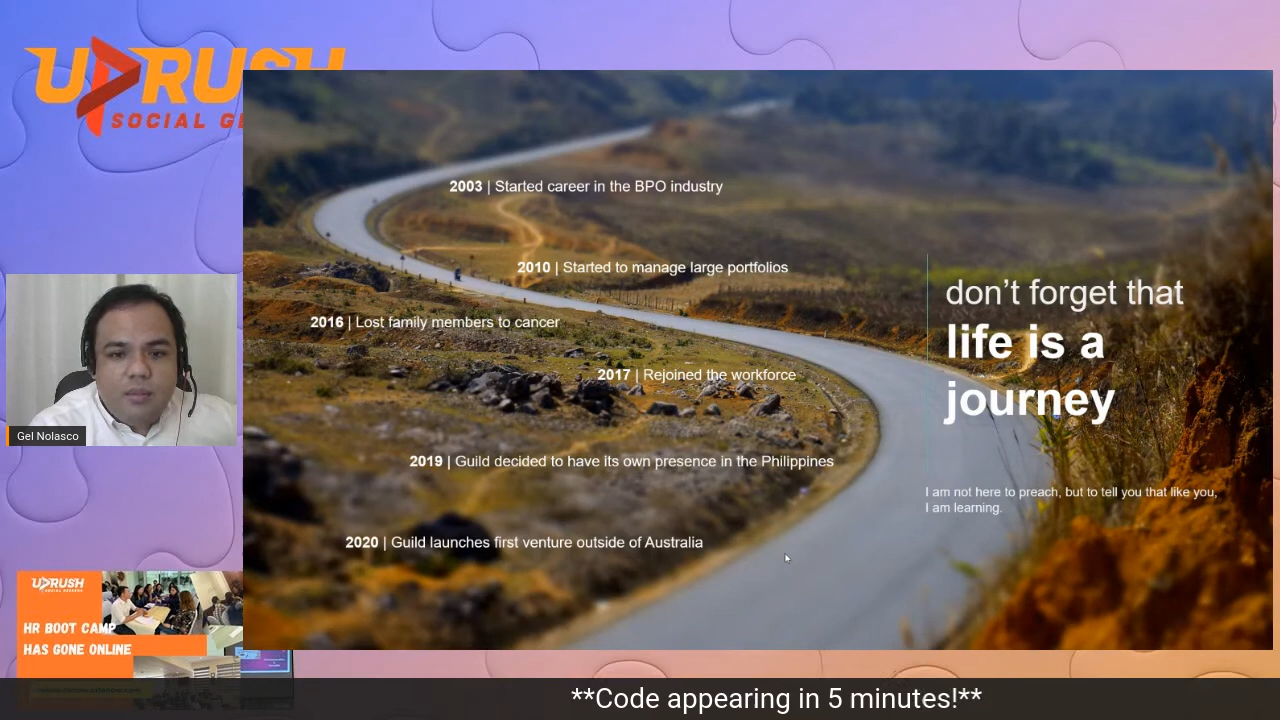 UPRUSH
SOCIAL
2003 | Started career in the BPO industry
2010 | Started to manage large portfolios
2016 | Lost family members to cancer
2017 | Rejoined the workforce
2019 | Guild decided to have its own presence in the Philippines
2020 | Guild launches first venture outside of Australia
don’t forget that
life is a
journey
I am not here to preach, but to tell you that like you,
I am learning.
Gel Nolasco
UPRUSH
HR BOOT CAMP
HAS GONE ONLINE
**Code appearing in 5 minutes!**